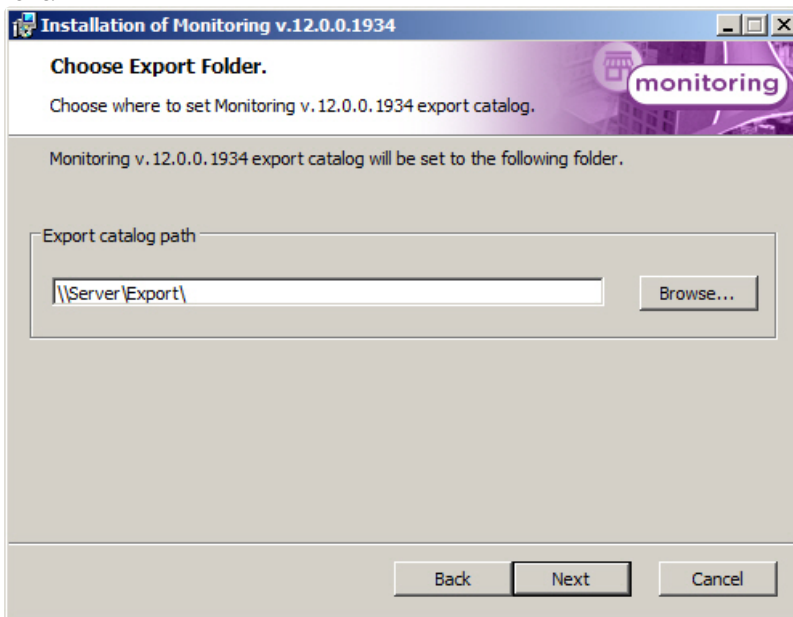 Installation of Monitoring v.12.0.0.1934
Choose Export Folder.
Choose where to set Monitoring v.12.0.0.1934 export catalog.
monitoring
Monitoring v.12.0.0.1934 export catalog will be set to the following folder.
Export catalog path
\\Server\Export\
Browse...
Back Next Cancel